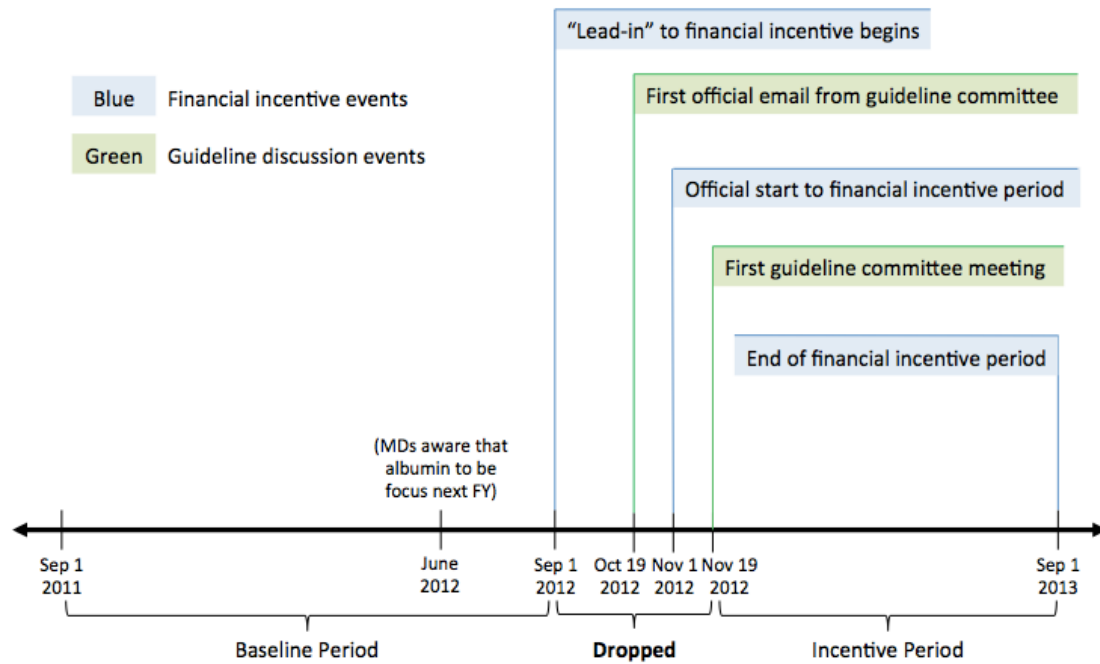 “Lead-in” to financial incentive begins
Blue Financial incentive events
First official email from guideline committee
Green Guideline discussion events
Official start to financial incentive period
First guideline committee meeting
End of financial incentive period
(MDs aware that
albumin to be
focus next FY)
Sep 1
2011
June
2012
Sep 1
2012
Oct 19
2012
Nov 1
2012
Nov 19
2012
Sep 1
2013
Baseline Period
Dropped
Incentive Period